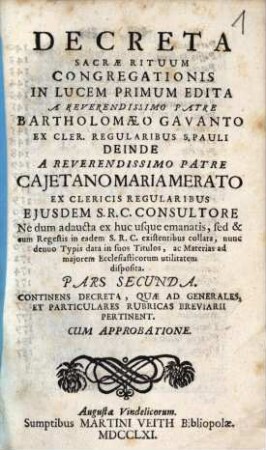 1
DECRETA
SACRÆ RITUUM
CONGREGATIONIS
IN LUCEM PRIMUM EDITA
A REVERENDISSIMO PATRE
BARTHOLOMÆO GAVANTO
EX CLER. REGULARIBUS S. PAULI
DEINDE
A REVERENDISSIMO PATRE
CAJETANO MARIA MERATO
EX CLERICIS REGULARIBUS
EJUSDEM S.R.C. CONSULTORE
Nè dum adaucta ex huc usque emanatis, sed &
cum Regestis in eadem S. R. C. existentibus collata, nunc
denuo Typis data in suos Titulos, ac Materias ad
majorem Ecclesiasticorum utilitatem
disposita.
PARS SECUNDA.
CONTINENS DECRETA, QUÆ AD GENERALES,
ET PARTICULARES RUBRICAS BREVIARII
PERTINENT.
CUM APPROBATIONE.
Augustæ Vindelicorum.
Sumptibus MARTINI VEITH Bibliopolæ.
MDCCLXI.